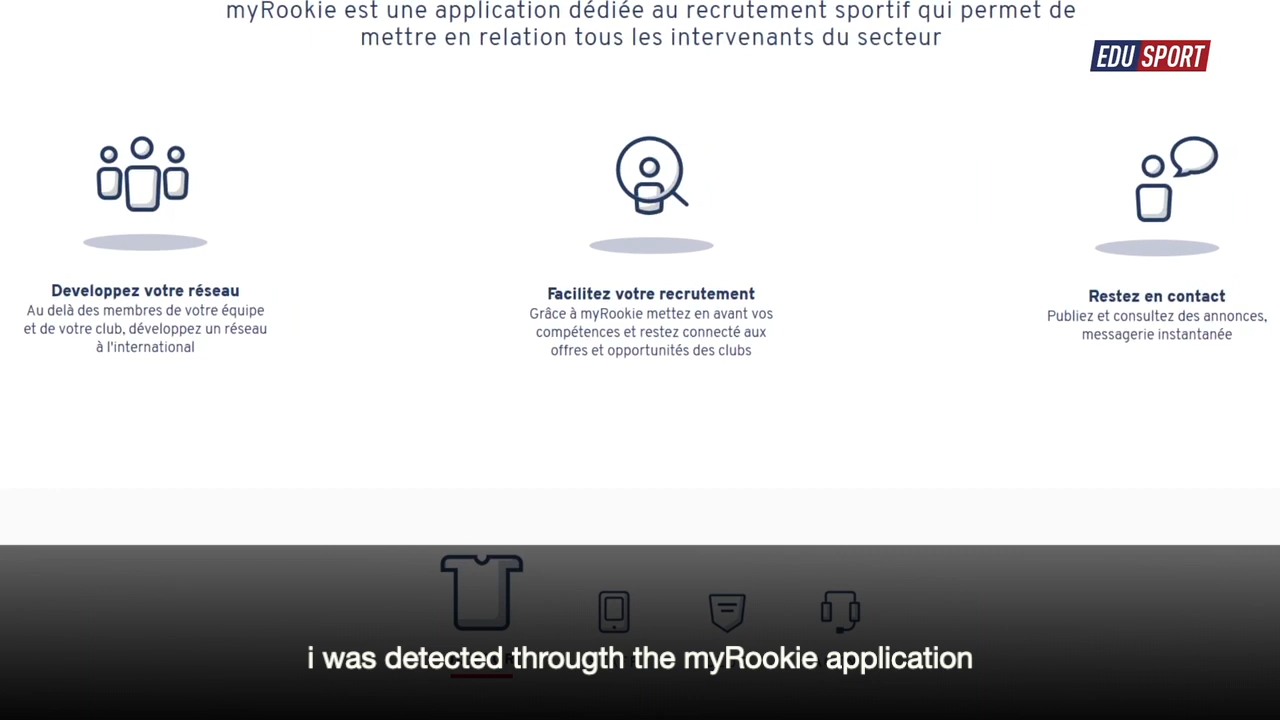 myRookie est une application dédiée au recrutement sportif qui permet de
mettre en relation tous les intervenants du secteur
EDU SPORT
Developpez votre réseau
Au delà des membres de votre équipe
et de votre club, développez un réseau
à l'international
Facilitez votre recrutement
Grâce à myRookie mettez en avant vos
compétences et restez connecté aux
offres et opportunités des clubs
Restez en contact
Publiez et consultez des annonces,
messagerie instantanée
i was detected througth the myRookie application